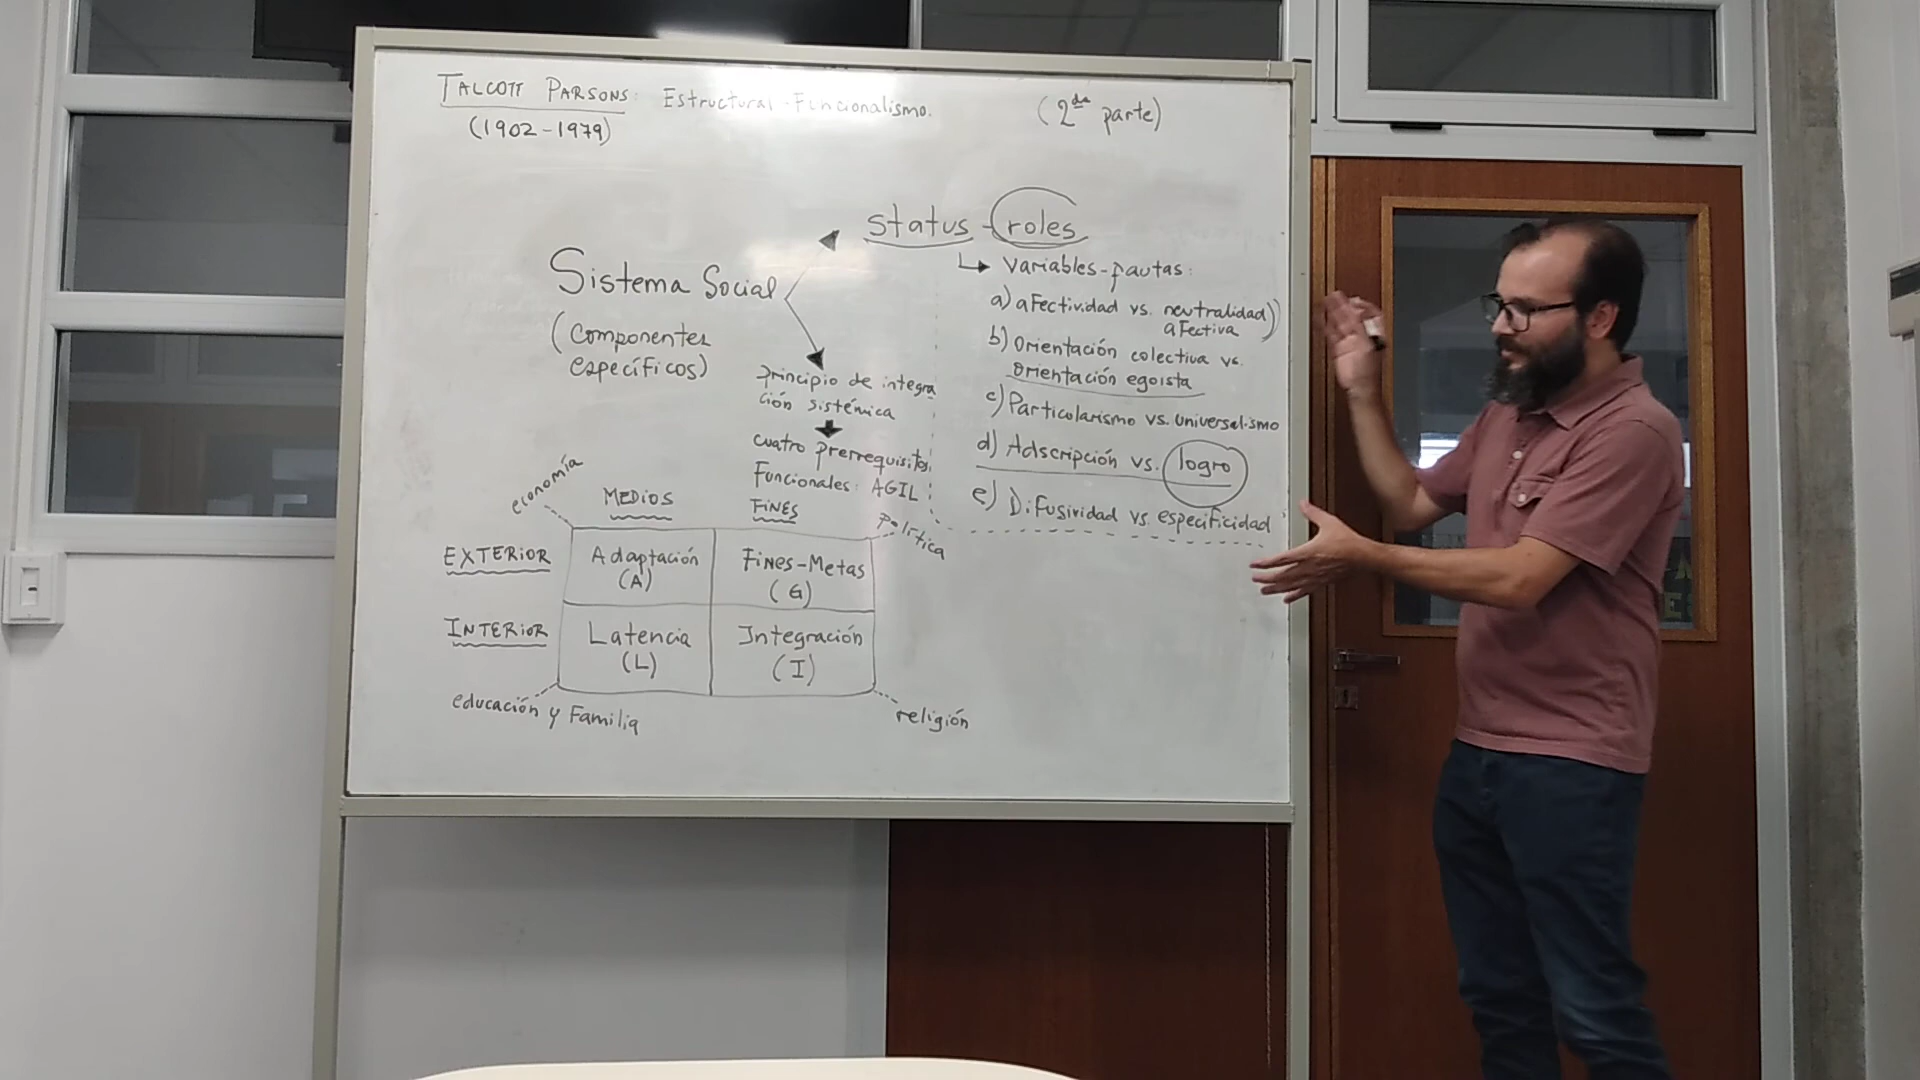 TALCOTT PARSONS: Estructural-Funcionalismo.
(1902-1979)
(2da parte)
status-roles
Variables-pautas:
a) afectividad vs. neutralidad
afectiva
b) Orientación colectiva vs.
orientación egoísta
c) Particularismo vs. universalismo
d) Adscripción vs. logro
e) Difusividad vs. especificidad
Sistema Social
(Componentes
específicos)
principio de integra
ción sistémica
cuatro prerrequisitos
Funcionales: AGIL
economía
MEDIOS
FINES
política
EXTERIOR
Adaptación
(A)
Fines-Metas
(G)
INTERIOR
Latencia
(L)
Integración
(I)
educación y Familia
religión